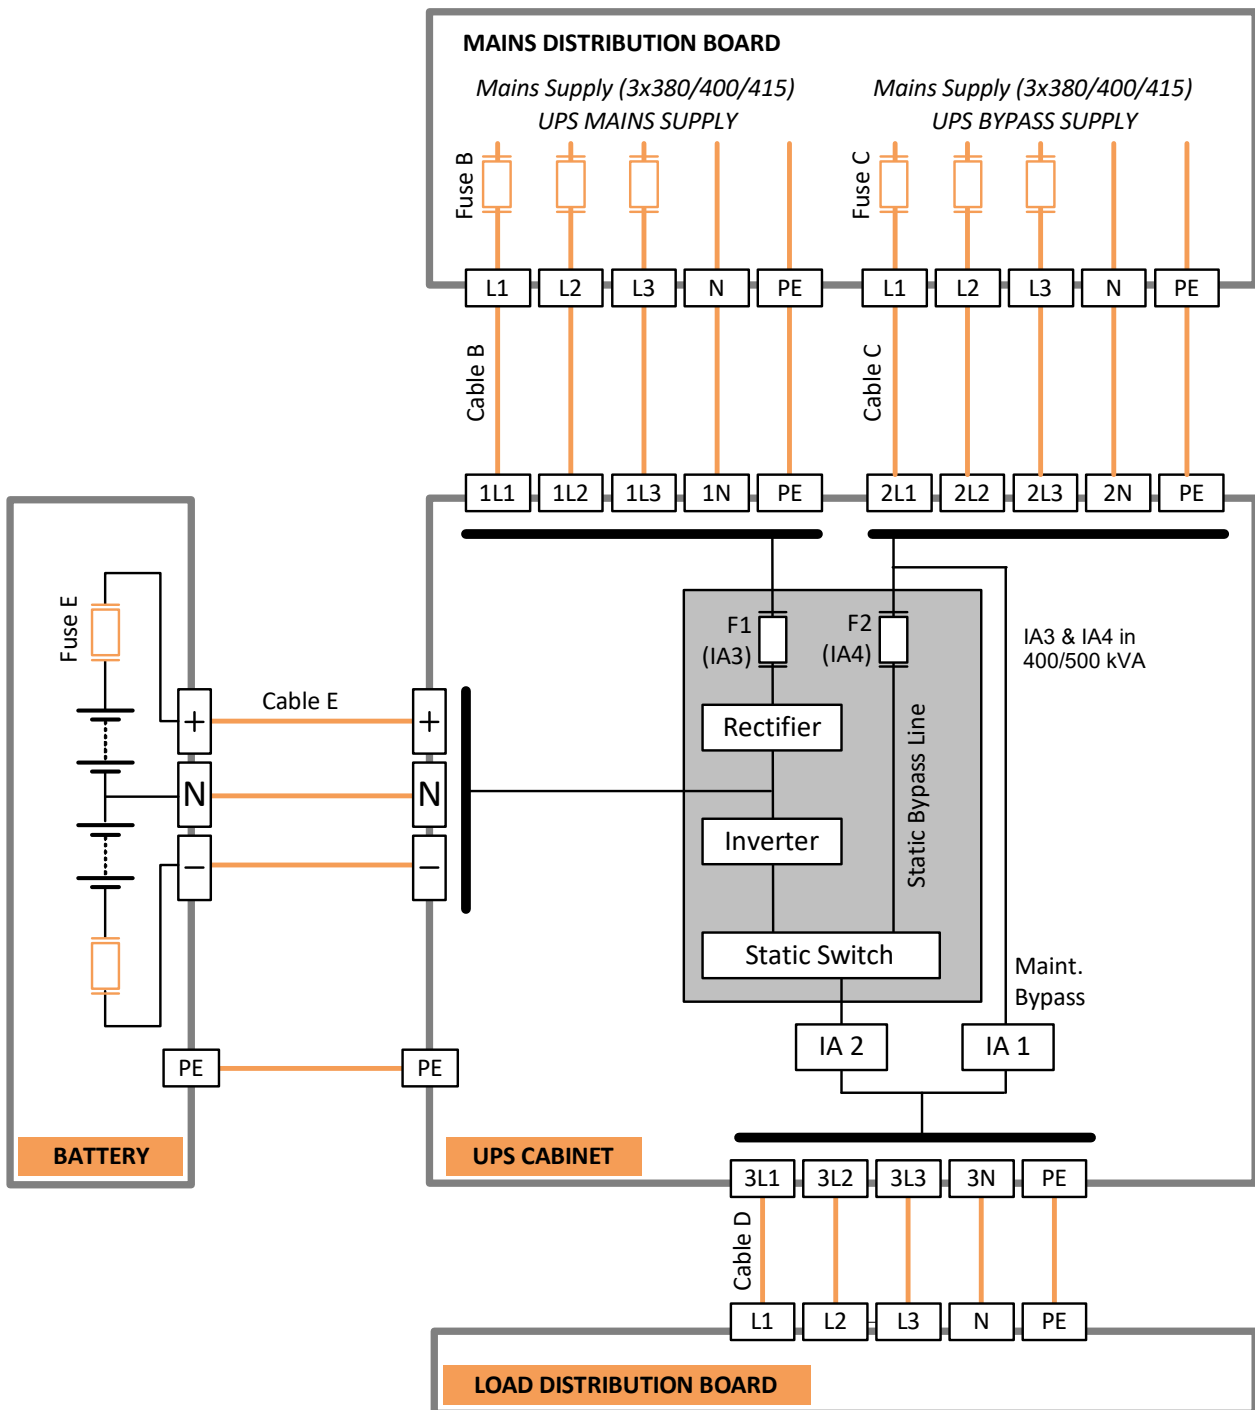 MAINS DISTRIBUTION BOARD
Mains Supply (3x380/400/415)
UPS MAINS SUPPLY
Mains Supply (3x380/400/415)
UPS BYPASS SUPPLY
Fuse B
Fuse C
L1
L2
L3
N
PE
L1
L2
L3
N
PE
Cable B
Cable C
1L1
1L2
1L3
1N
PE
2L1
2L2
2L3
2N
PE
Fuse E
+
N
−
Cable E
+
N
−
F1
(IA3)
F2
(IA4)
IA3 & IA4 in
400/500 kVA
Rectifier
Inverter
Static Bypass Line
Static Switch
Maint.
Bypass
IA 2
IA 1
PE
PE
BATTERY
UPS CABINET
3L1
3L2
3L3
3N
PE
Cable D
L1
L2
L3
N
PE
LOAD DISTRIBUTION BOARD